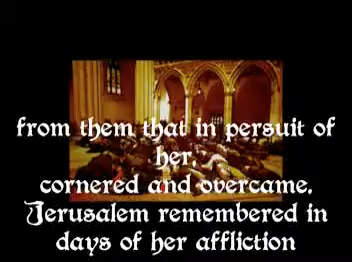 from them that in persuit of
her,
cornered and overcame.
Jerusalem remembered in
days of her affliction